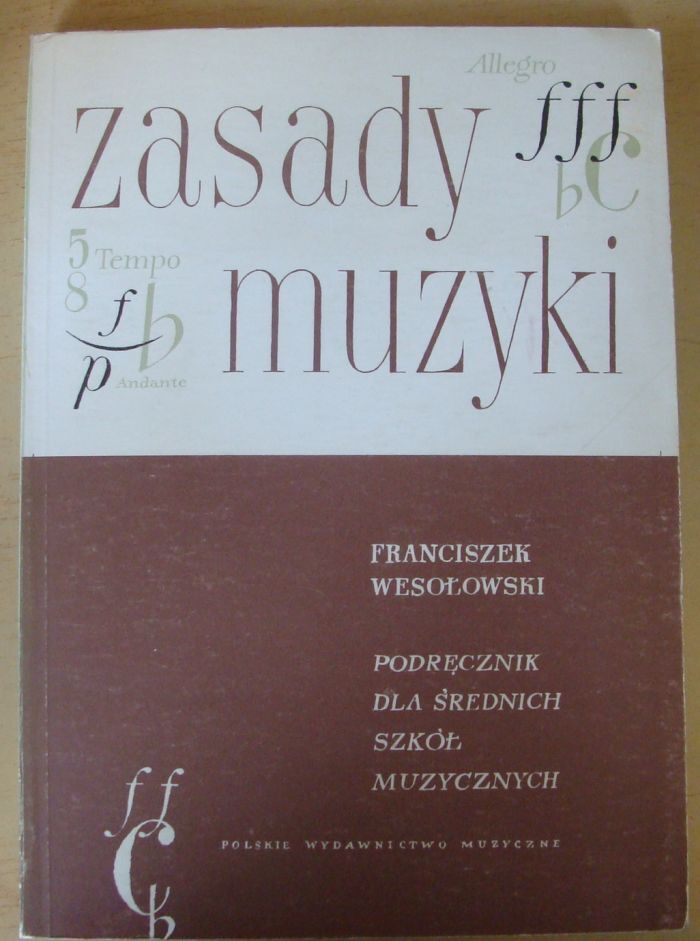 Allegro
zasady fff
b C
5
8
Tempo
muzyki
f
b
p
Andante
FRANCISZEK
WESOŁOWSKI
PODRĘCZNIK
DLA ŚREDNICH
SZKÓŁ
MUZYCZNYCH
ff
C
b
POLSKIE WYDAWNICTWO MUZYCZNE